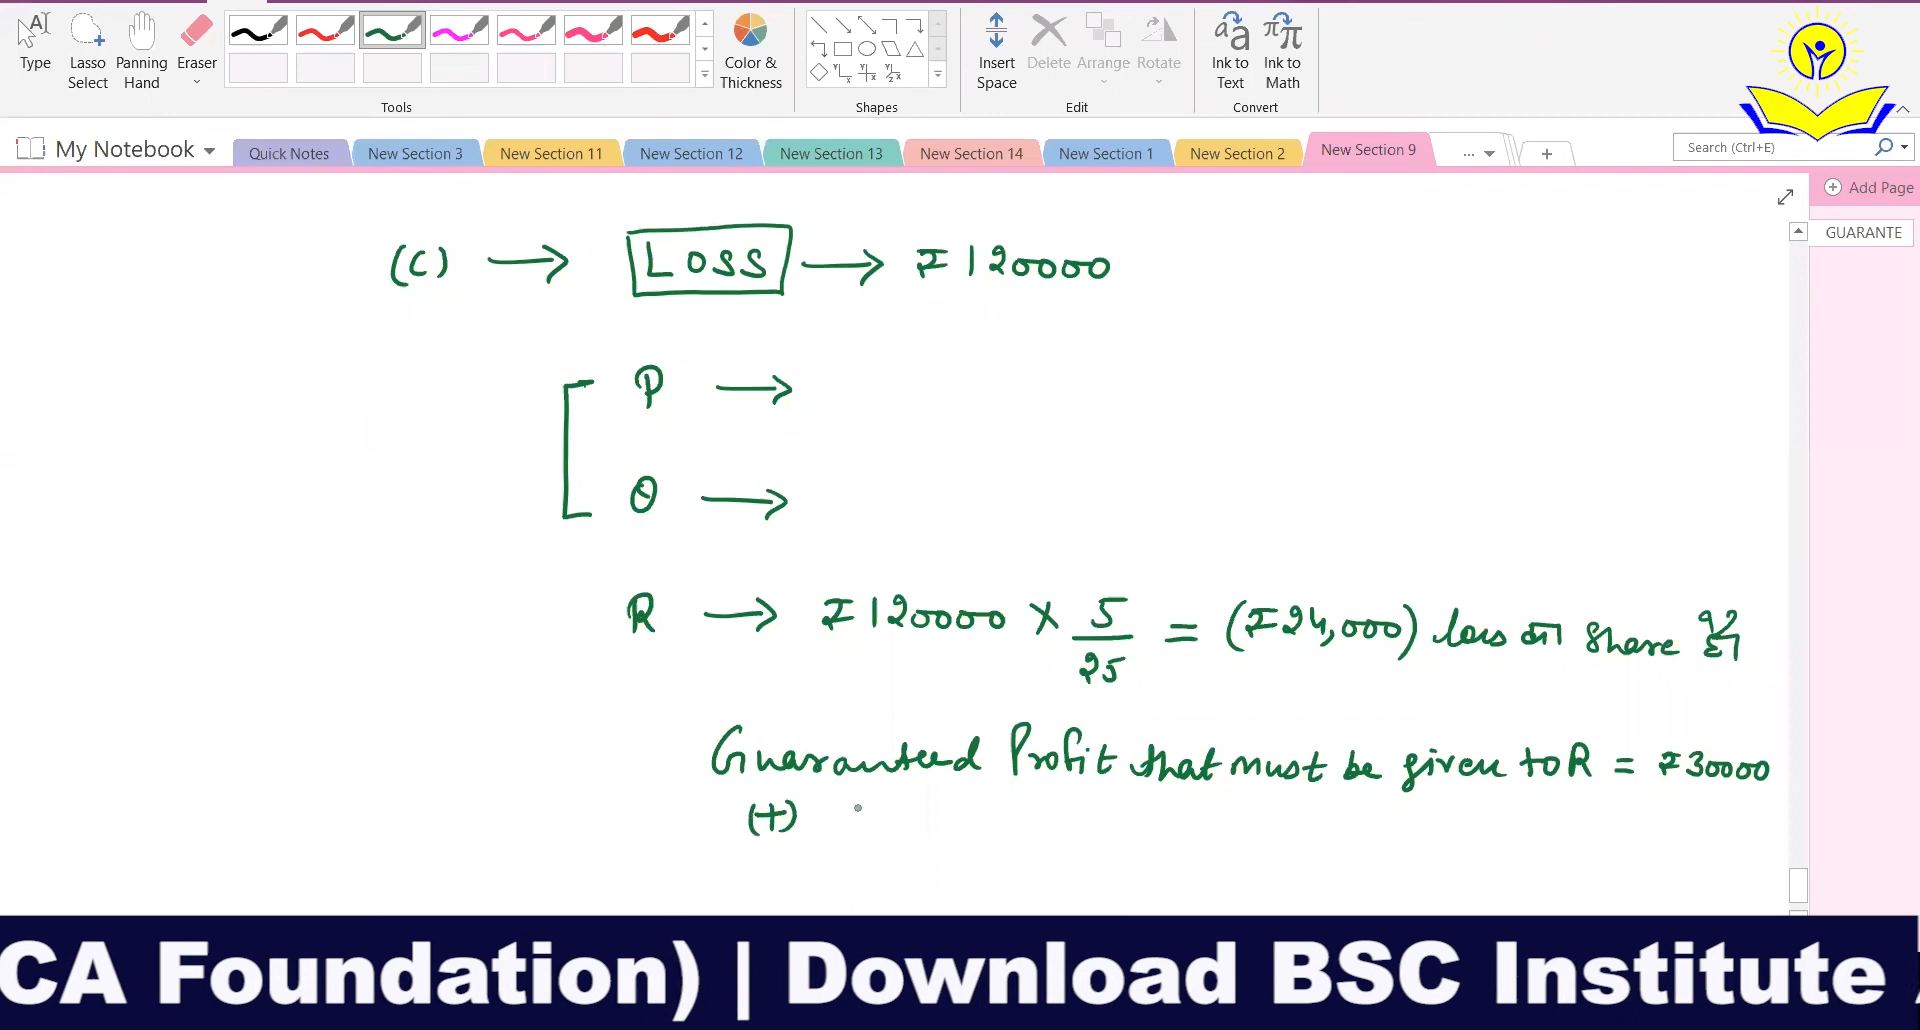 Type
Lasso Select
Panning Hand
Eraser
Color & Thickness
Insert Space
Delete
Arrange
Rotate
Ink to Text
Ink to Math
Tools
Shapes
Edit
Convert
My Notebook
Quick Notes
New Section 3
New Section 11
New Section 12
New Section 13
New Section 14
New Section 1
New Section 2
New Section 9
...
Search (Ctrl+E)
Add Page
GUARANTE
(C) → LOSS → ₹120000
P →
Q →
R → ₹120000 × 5/25 = (₹24,000) loss का share है
Guaranteed Profit that must be given to R = ₹30000
(+)
CA Foundation) | Download BSC Institute